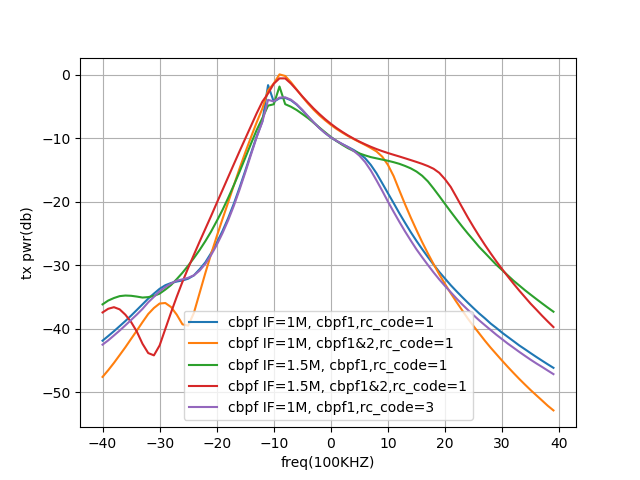 0
−10
−20
−30
−40
−50
tx pwr(db)
cbpf IF=1M, cbpf1,rc_code=1
cbpf IF=1M, cbpf1&2,rc_code=1
cbpf IF=1.5M, cbpf1,rc_code=1
cbpf IF=1.5M, cbpf1&2,rc_code=1
cbpf IF=1M, cbpf1,rc_code=3
−40 −30 −20 −10 0 10 20 30 40
freq(100KHZ)